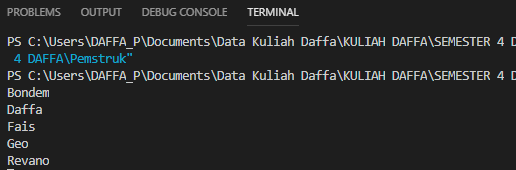 PROBLEMS OUTPUT DEBUG CONSOLE TERMINAL
PS C:\Users\DAFFA_P\Documents\Data Kuliah Daffa\KULIAH DAFFA\SEMESTER 4 D
4 DAFFA\Pemstruk"
PS C:\Users\DAFFA_P\Documents\Data Kuliah Daffa\KULIAH DAFFA\SEMESTER 4 D
Bondem
Daffa
Fais
Geo
Revano